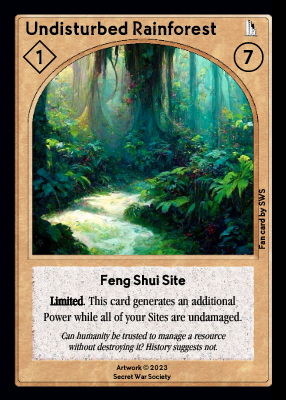 Undisturbed Rainforest
1
7
Fan card by SWS
Feng Shui Site
Limited. This card generates an additional
Power while all of your Sites are undamaged.
Can humanity be trusted to manage a resource
without destroying it? History suggests not.
Artwork © 2023
Secret War Society